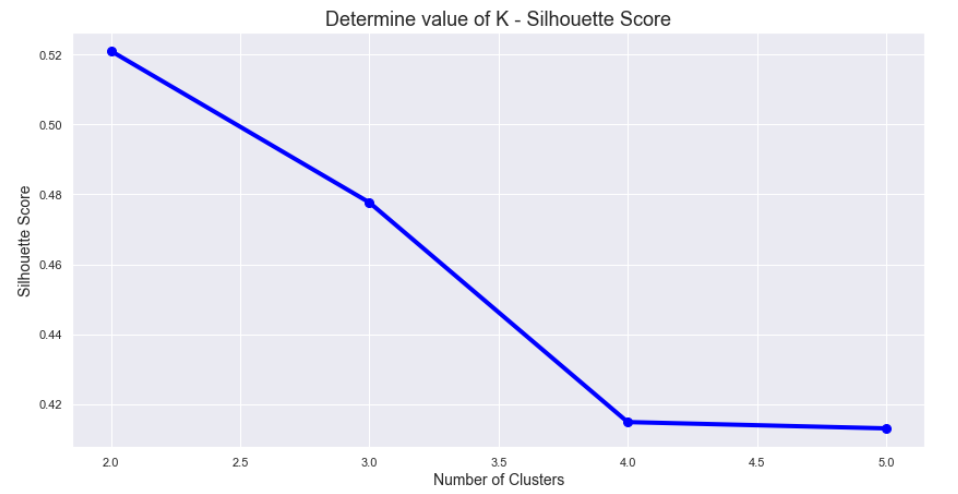 Determine value of K - Silhouette Score
Silhouette Score
0.52
0.50
0.48
0.46
0.44
0.42
2.0 2.5 3.0 3.5 4.0 4.5 5.0
Number of Clusters